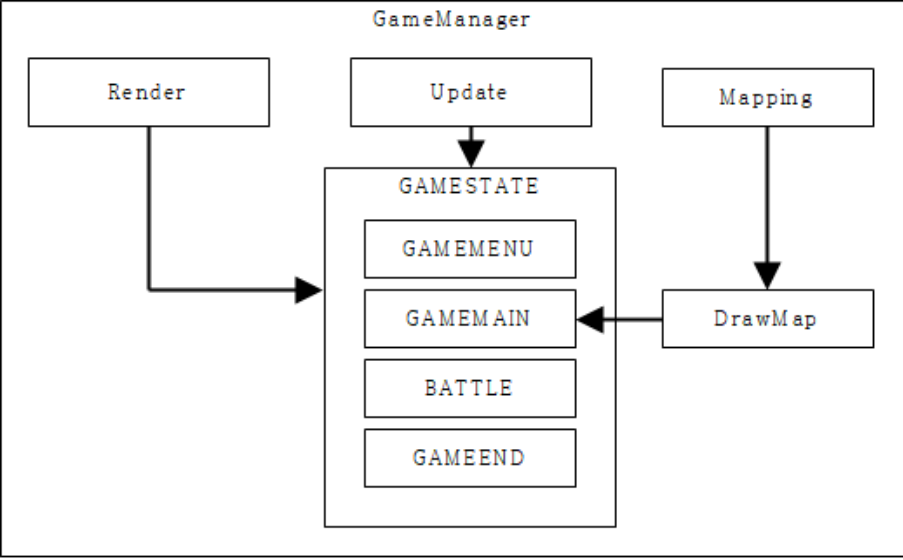 GameManager
Render
Update
Mapping
GAMESTATE
GAMEMENU
GAMEMAIN
DrawMap
BATTLE
GAMEEND